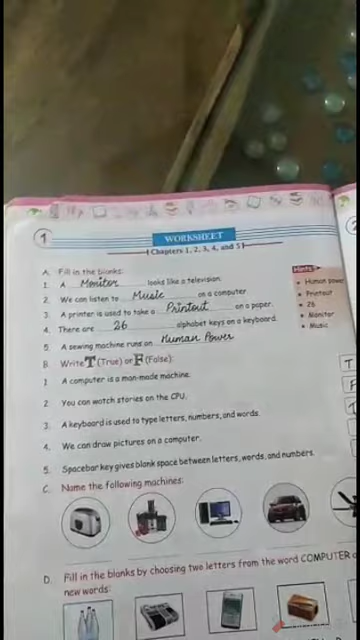 1
WORKSHEET
(Chapters 1, 2, 3, 4, and 5)
A. Fill in the blanks:
1. A Moniter looks like a television.
2. We can listen to Music on a computer
3. A printer is used to take a Printout on a paper.
4. There are 26 alphabet keys on a keyboard.
5. A sewing machine runs on Human Power
Hints
• Human power
• Printout
• 26
• Monitor
• Music
B. Write T (True) or F (False):
1. A computer is a man-made machine.
2. You can watch stories on the CPU.
3. A keyboard is used to type letters, numbers, and words.
4. We can draw pictures on a computer.
5. Spacebar key gives blank space between letters, words, and numbers.
T
F
C. Name the following machines:
D. Fill in the blanks by choosing two letters from the word COMPUTER
new words: